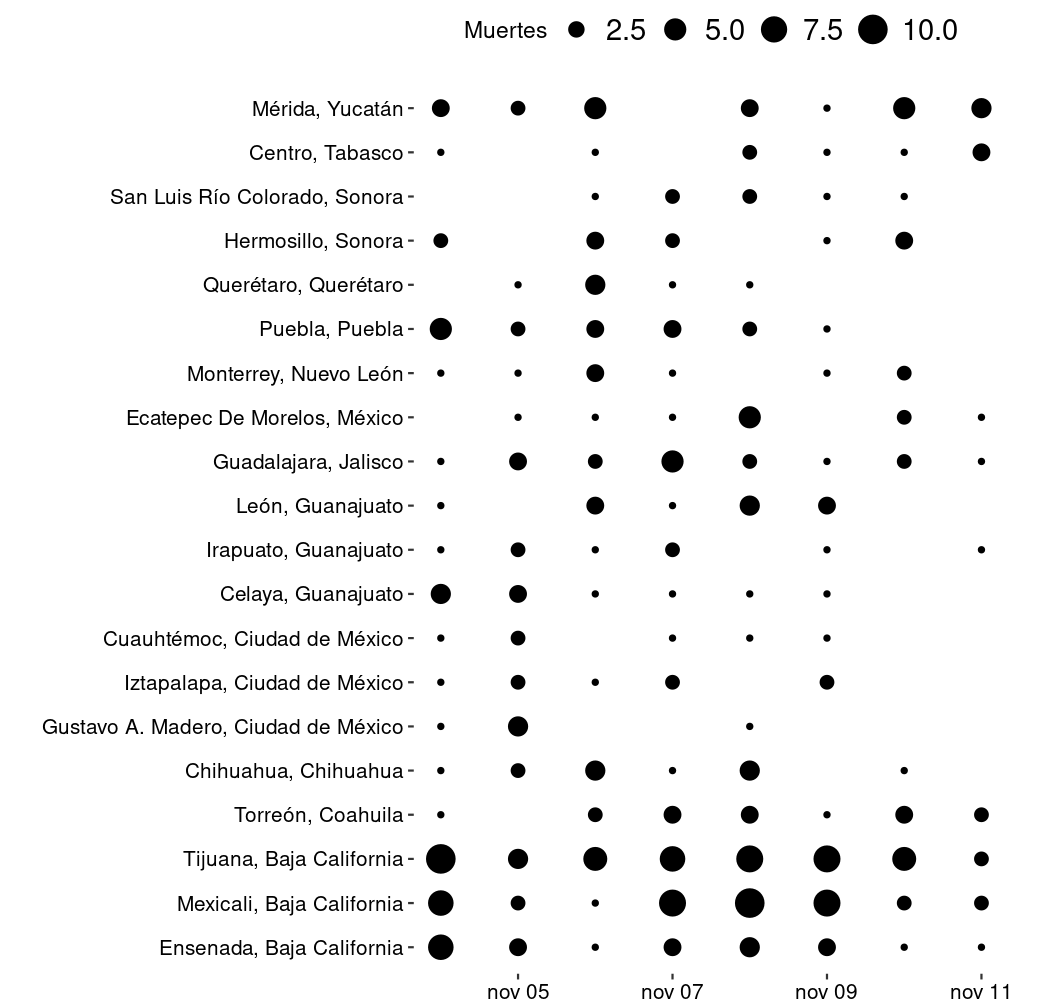 Muertes 2.5 5.0 7.5 10.0
Mérida, Yucatán
Centro, Tabasco
San Luis Río Colorado, Sonora
Hermosillo, Sonora
Querétaro, Querétaro
Puebla, Puebla
Monterrey, Nuevo León
Ecatepec De Morelos, México
Guadalajara, Jalisco
León, Guanajuato
Irapuato, Guanajuato
Celaya, Guanajuato
Cuauhtémoc, Ciudad de México
Iztapalapa, Ciudad de México
Gustavo A. Madero, Ciudad de México
Chihuahua, Chihuahua
Torreón, Coahuila
Tijuana, Baja California
Mexicali, Baja California
Ensenada, Baja California
nov 05 nov 07 nov 09 nov 11